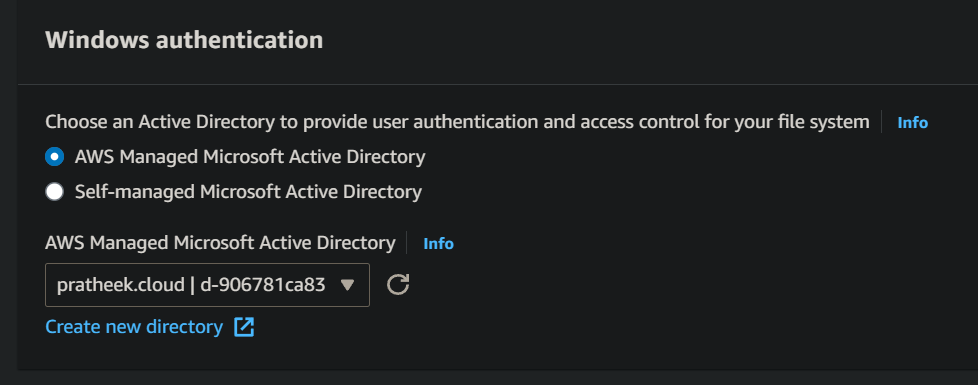 Windows authentication
Choose an Active Directory to provide user authentication and access control for your file system | Info
AWS Managed Microsoft Active Directory
Self-managed Microsoft Active Directory
AWS Managed Microsoft Active Directory | Info
pratheek.cloud | d-906781ca83
Create new directory